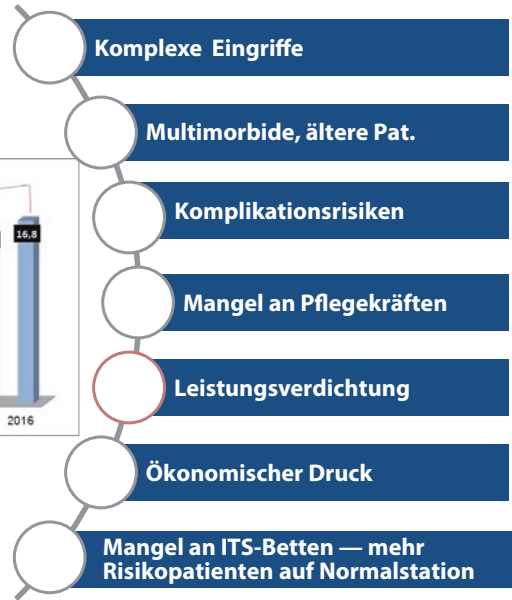 Komplexe Eingriffe
Multimorbide, ältere Pat.
Komplikationsrisiken
16,8
Mangel an Pflegekräften
Leistungsverdichtung
2016
Ökonomischer Druck
Mangel an ITS-Betten — mehr
Risikopatienten auf Normalstation